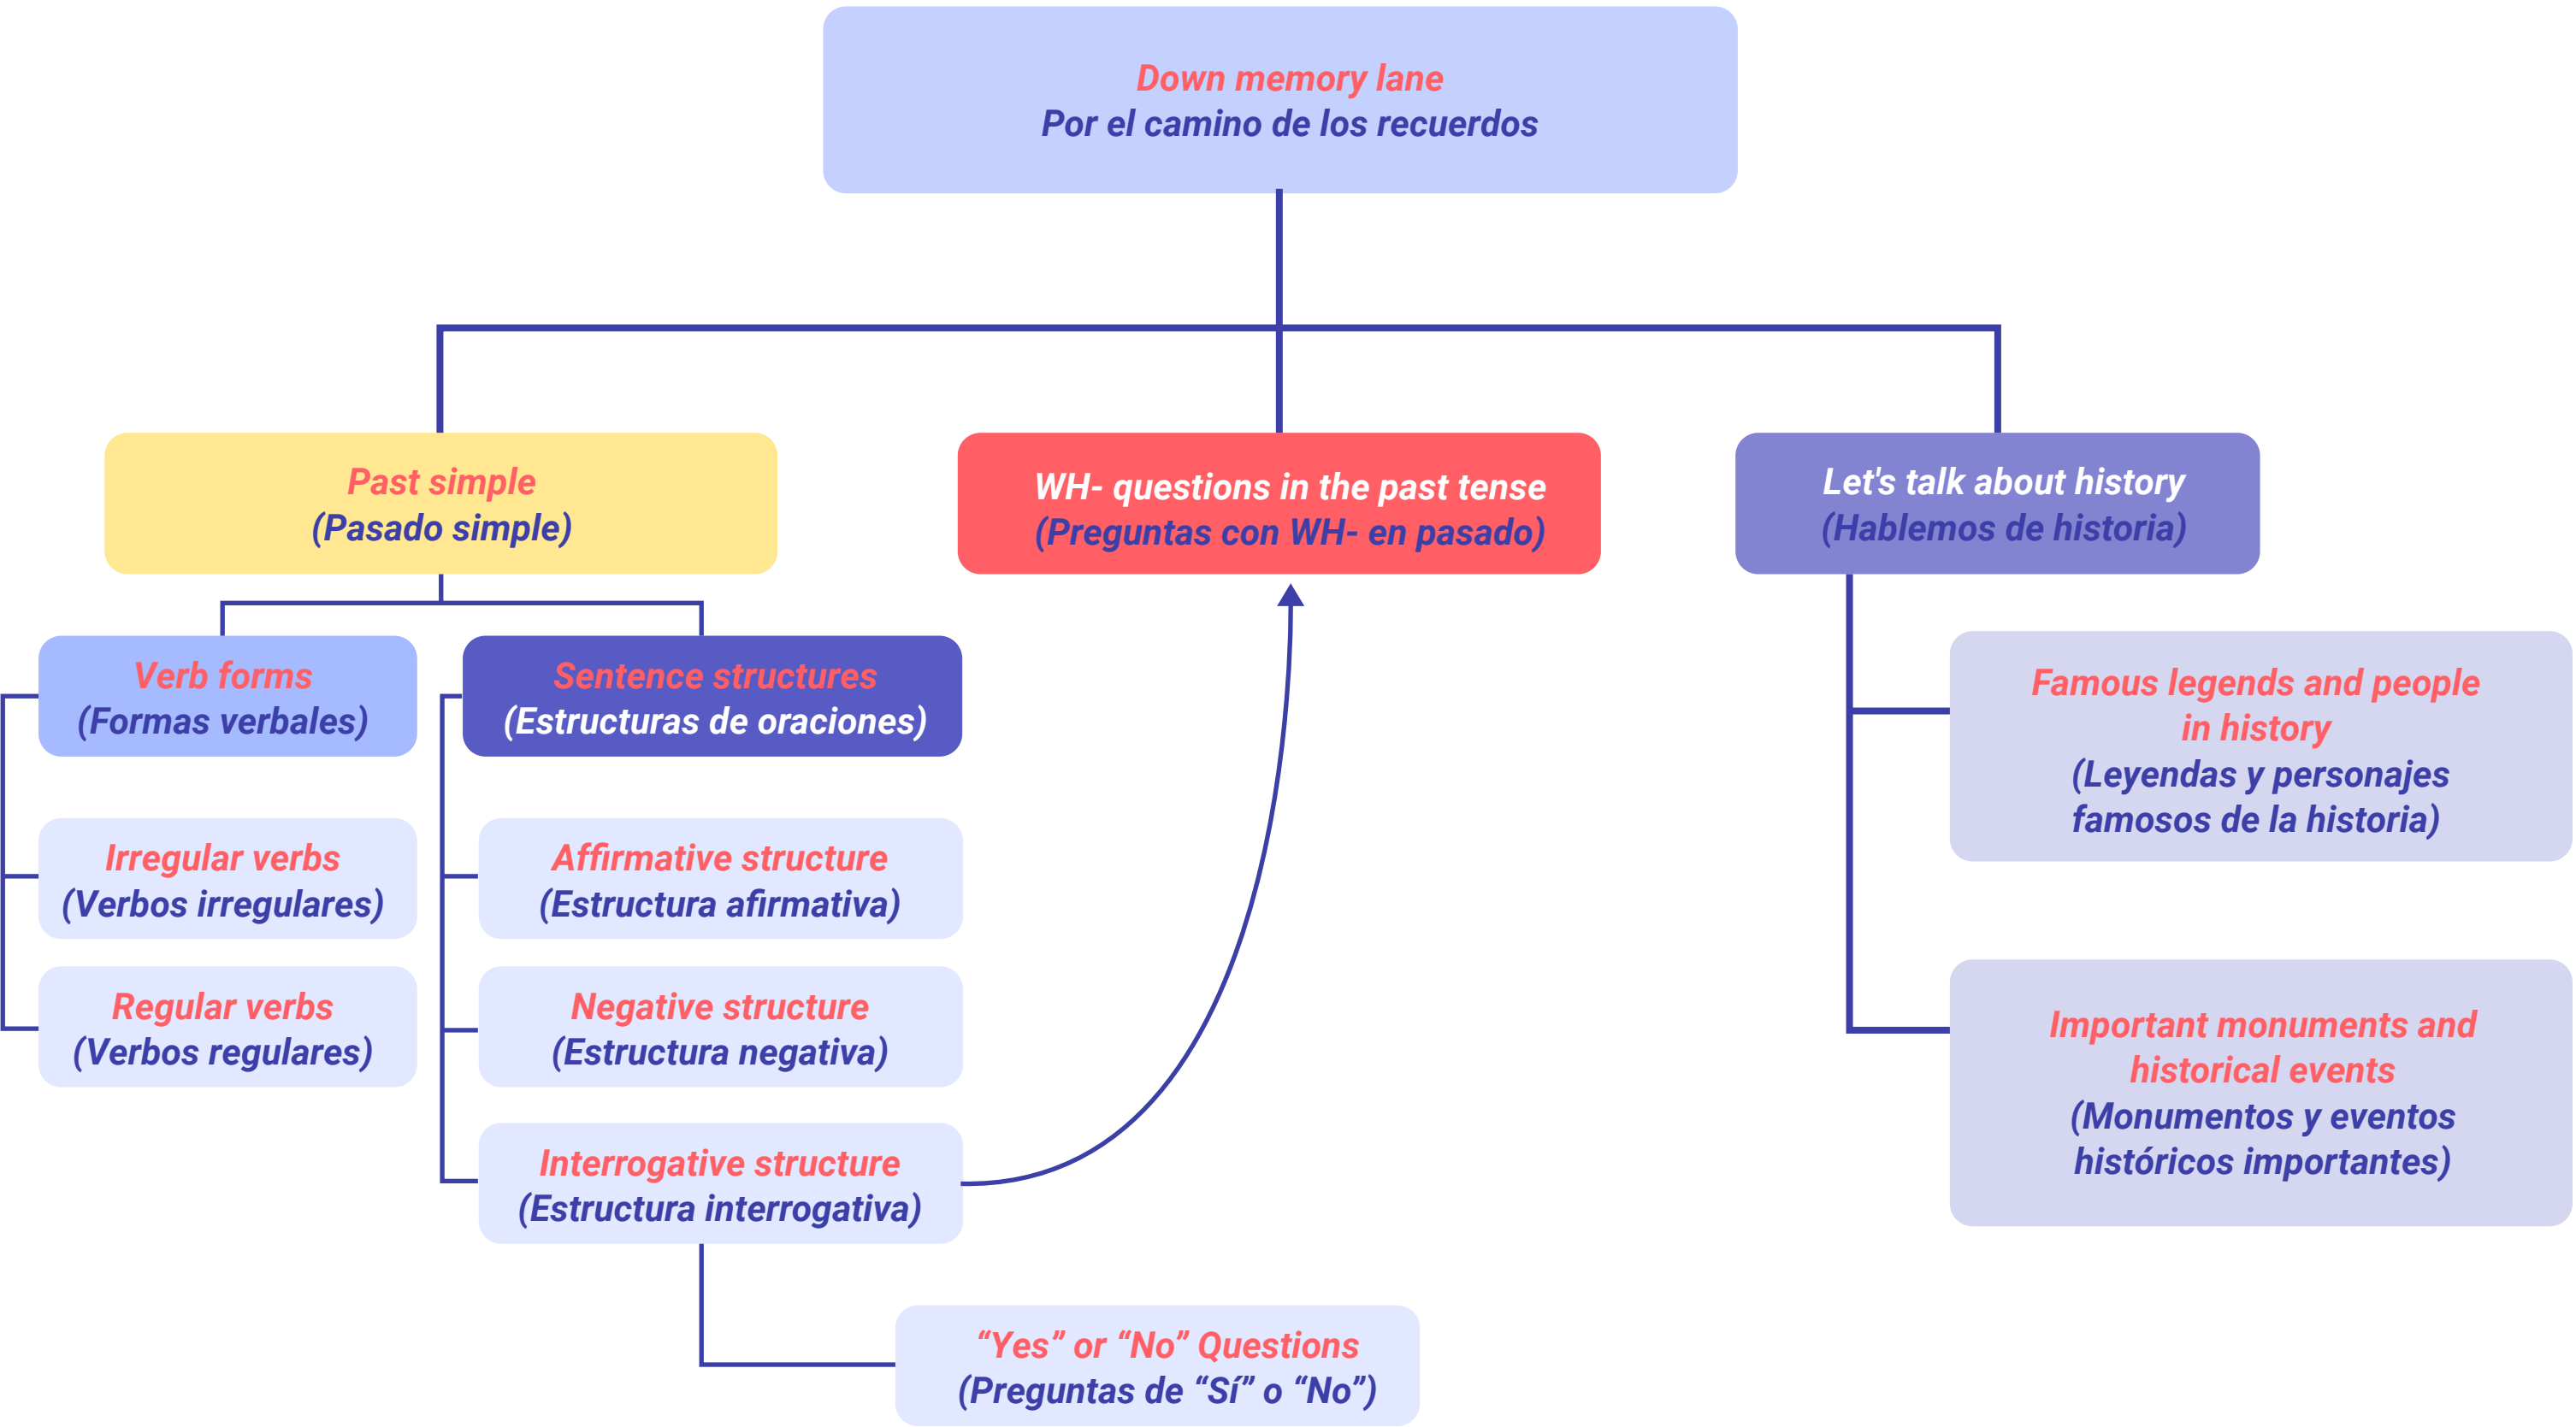 Down memory lane
Por el camino de los recuerdos
Past simple
(Pasado simple)
WH- questions in the past tense
(Preguntas con WH- en pasado)
Let's talk about history
(Hablemos de historia)
Verb forms
(Formas verbales)
Sentence structures
(Estructuras de oraciones)
Famous legends and people
in history
(Leyendas y personajes
famosos de la historia)
Irregular verbs
(Verbos irregulares)
Affirmative structure
(Estructura afirmativa)
Regular verbs
(Verbos regulares)
Negative structure
(Estructura negativa)
Important monuments and
historical events
(Monumentos y eventos
históricos importantes)
Interrogative structure
(Estructura interrogativa)
“Yes” or “No” Questions
(Preguntas de “Sí” o “No”)